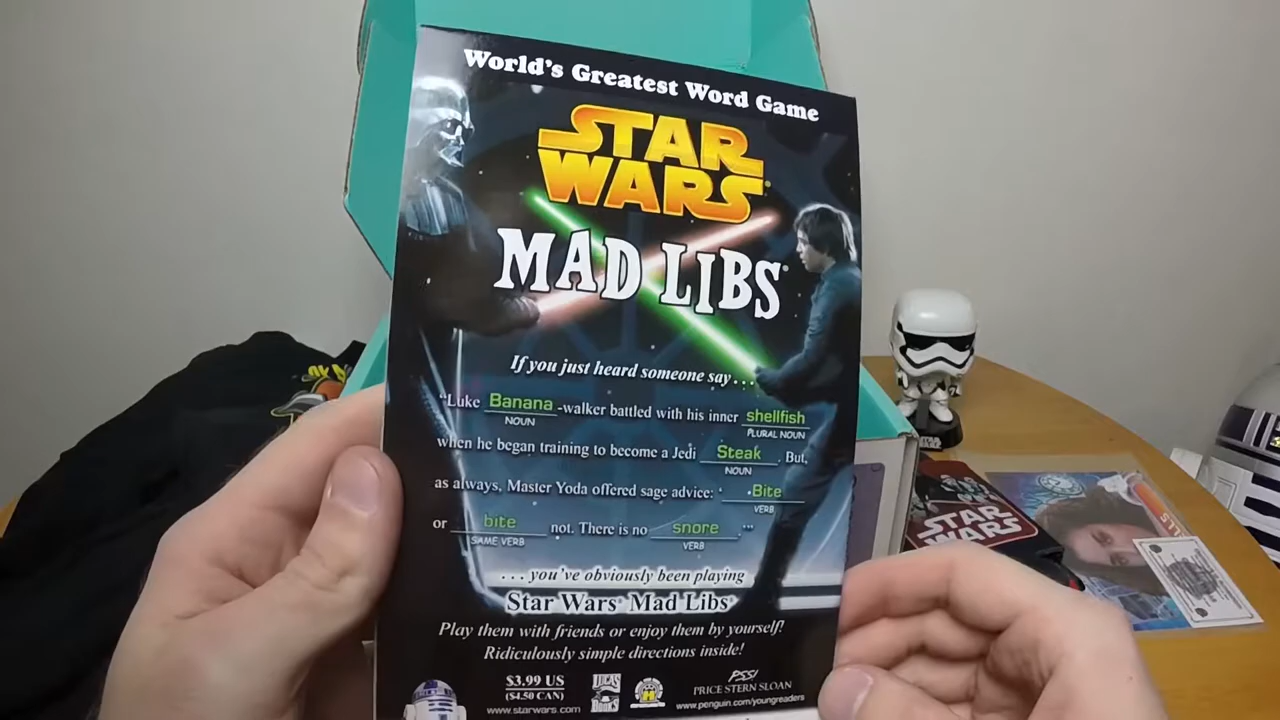 World's Greatest Word Game
STAR
WARS
MAD LIBS®
If you just heard someone say . . .
"Luke Banana-walker battled with his inner shellfish
NOUN PLURAL NOUN
when he began training to become a Jedi Steak. But,
NOUN
as always, Master Yoda offered sage advice: 'Bite
VERB
or bite not. There is no snore.'"
SAME VERB VERB
. . . you've obviously been playing
Star Wars® Mad Libs®
Play them with friends or enjoy them by yourself!
Ridiculously simple directions inside!
$3.99 US
($4.50 CAN)
www.starwars.com
LUCAS
BOOKS
PSS!
PRICE STERN SLOAN
www.penguin.com/youngreaders
STAR
WARS
STAR
WARS